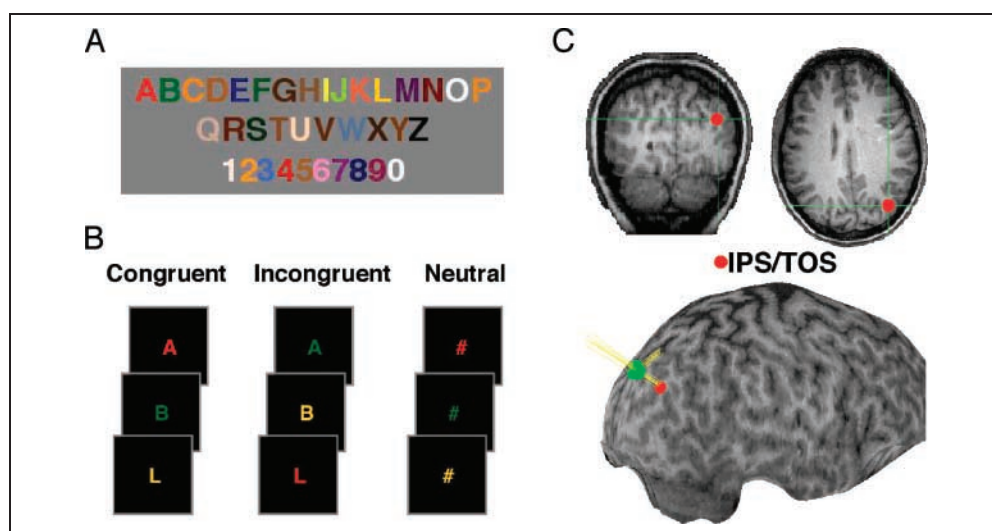 A
ABCDEFGHIJKLMNOP
QRSTUVWXYZ
1234567890
B
Congruent Incongruent Neutral
A A #
B B #
L L #
C
IPS/TOS